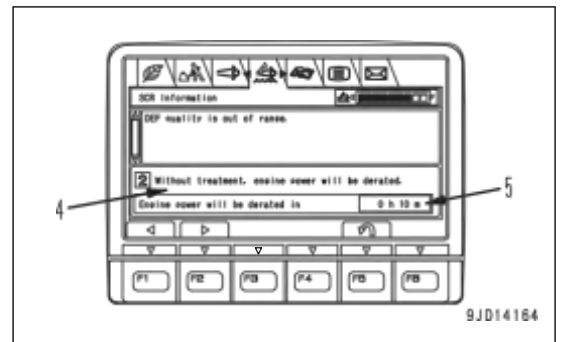 SCR Information
E F
DEF quality is out of range.
2 Without treatment, engine power will be derated.
4
5
Engine power will be derated in 0 h 10 m
F1 F2 F3 F4 F5 F6
9JD14164